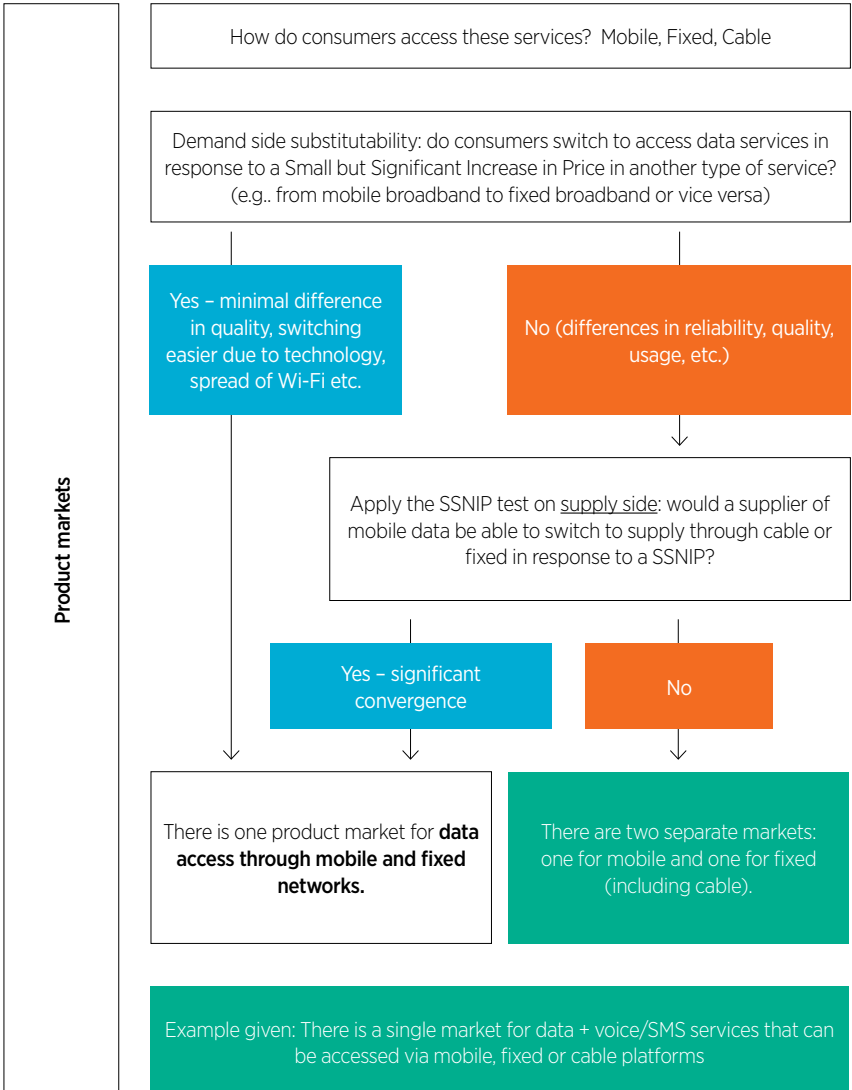 How do consumers access these services? Mobile, Fixed, Cable
Demand side substitutability: do consumers switch to access data services in
response to a Small but Significant Increase in Price in another type of service?
(e.g.. from mobile broadband to fixed broadband or vice versa)
Yes – minimal difference
in quality, switching
easier due to technology,
spread of Wi-Fi etc.
No (differences in reliability, quality,
usage, etc.)
Product markets
Apply the SSNIP test on supply side: would a supplier of
mobile data be able to switch to supply through cable or
fixed in response to a SSNIP?
Yes – significant
convergence
No
There is one product market for data
access through mobile and fixed
networks.
There are two separate markets:
one for mobile and one for fixed
(including cable).
Example given: There is a single market for data + voice/SMS services that can
be accessed via mobile, fixed or cable platforms